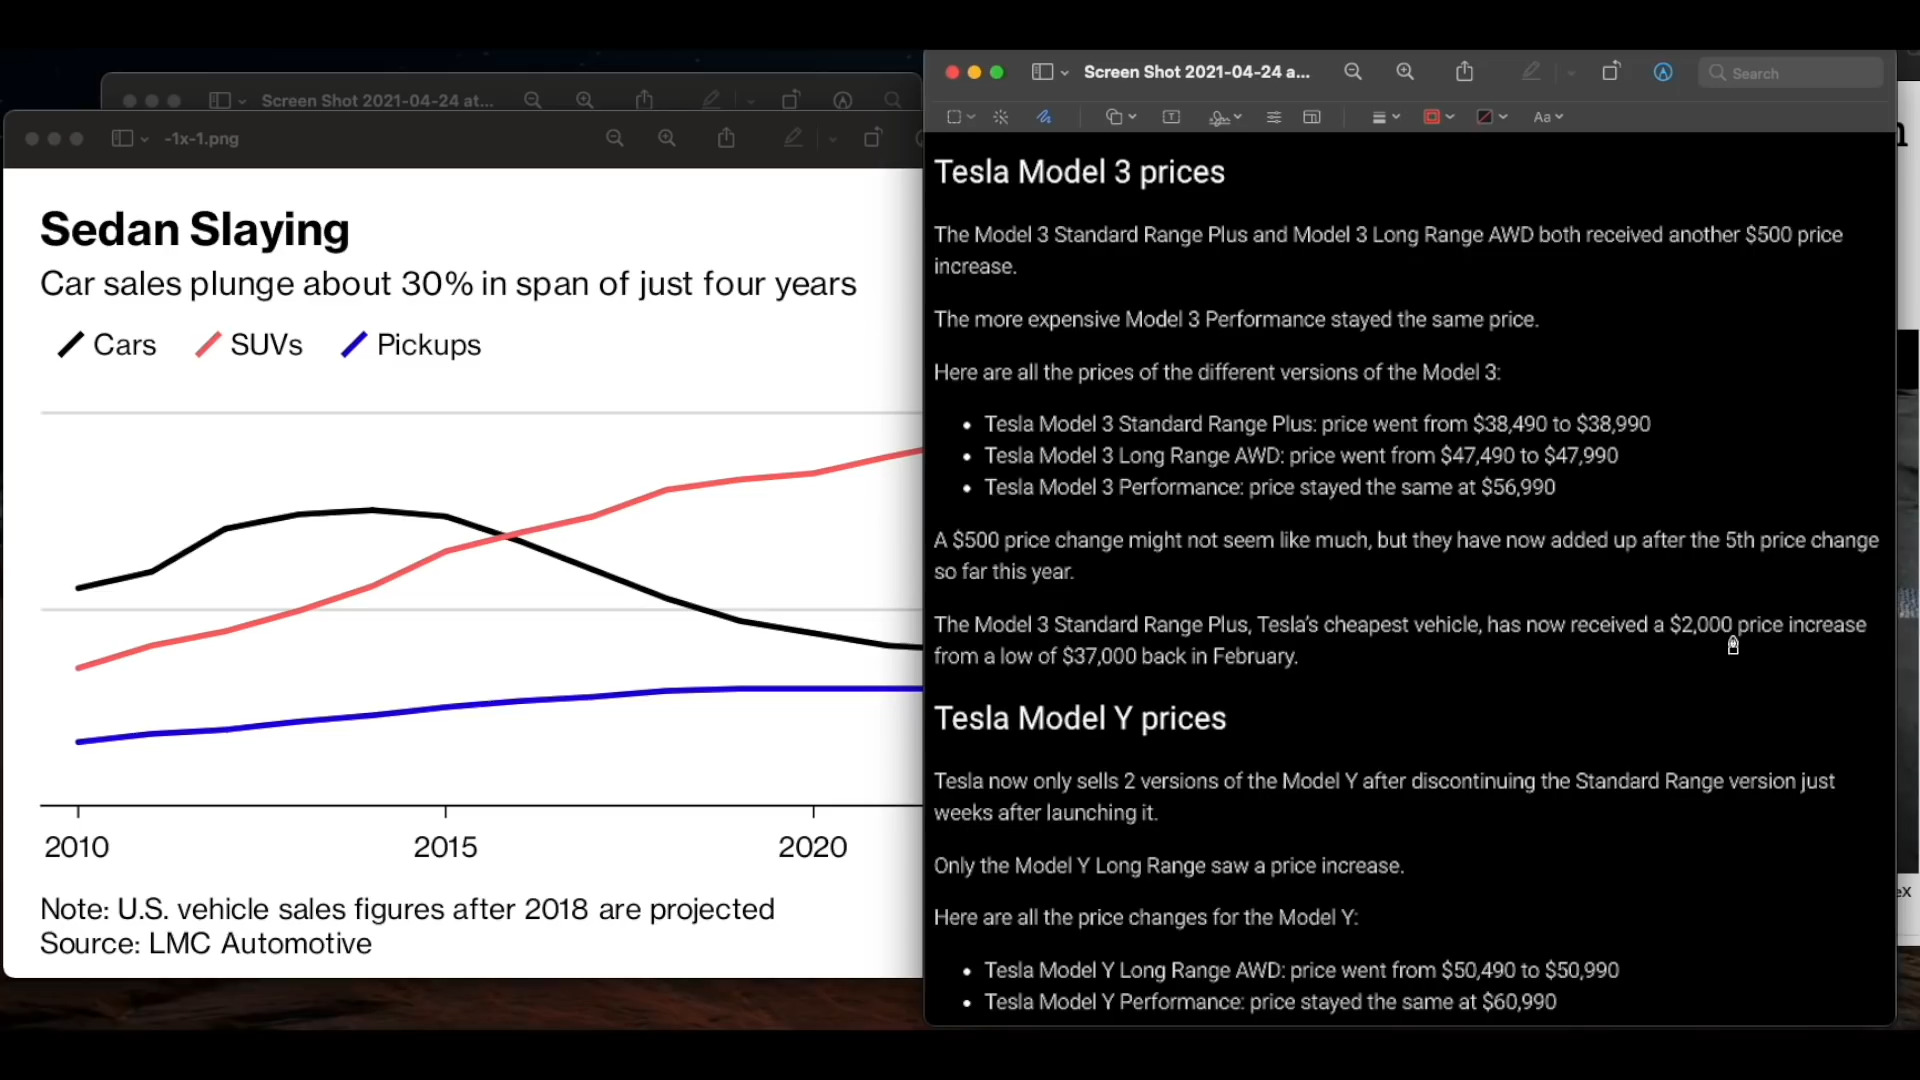 Screen Shot 2021-04-24 at...
-1x-1.png
Sedan Slaying
Car sales plunge about 30% in span of just four years
Cars SUVs Pickups
2010 2015 2020
Note: U.S. vehicle sales figures after 2018 are projected
Source: LMC Automotive
Screen Shot 2021-04-24 a...
Search
Aa
Tesla Model 3 prices
The Model 3 Standard Range Plus and Model 3 Long Range AWD both received another $500 price
increase.
The more expensive Model 3 Performance stayed the same price.
Here are all the prices of the different versions of the Model 3:
• Tesla Model 3 Standard Range Plus: price went from $38,490 to $38,990
• Tesla Model 3 Long Range AWD: price went from $47,490 to $47,990
• Tesla Model 3 Performance: price stayed the same at $56,990
A $500 price change might not seem like much, but they have now added up after the 5th price change
so far this year.
The Model 3 Standard Range Plus, Tesla’s cheapest vehicle, has now received a $2,000 price increase
from a low of $37,000 back in February.
Tesla Model Y prices
Tesla now only sells 2 versions of the Model Y after discontinuing the Standard Range version just
weeks after launching it.
Only the Model Y Long Range saw a price increase.
Here are all the price changes for the Model Y:
• Tesla Model Y Long Range AWD: price went from $50,490 to $50,990
• Tesla Model Y Performance: price stayed the same at $60,990